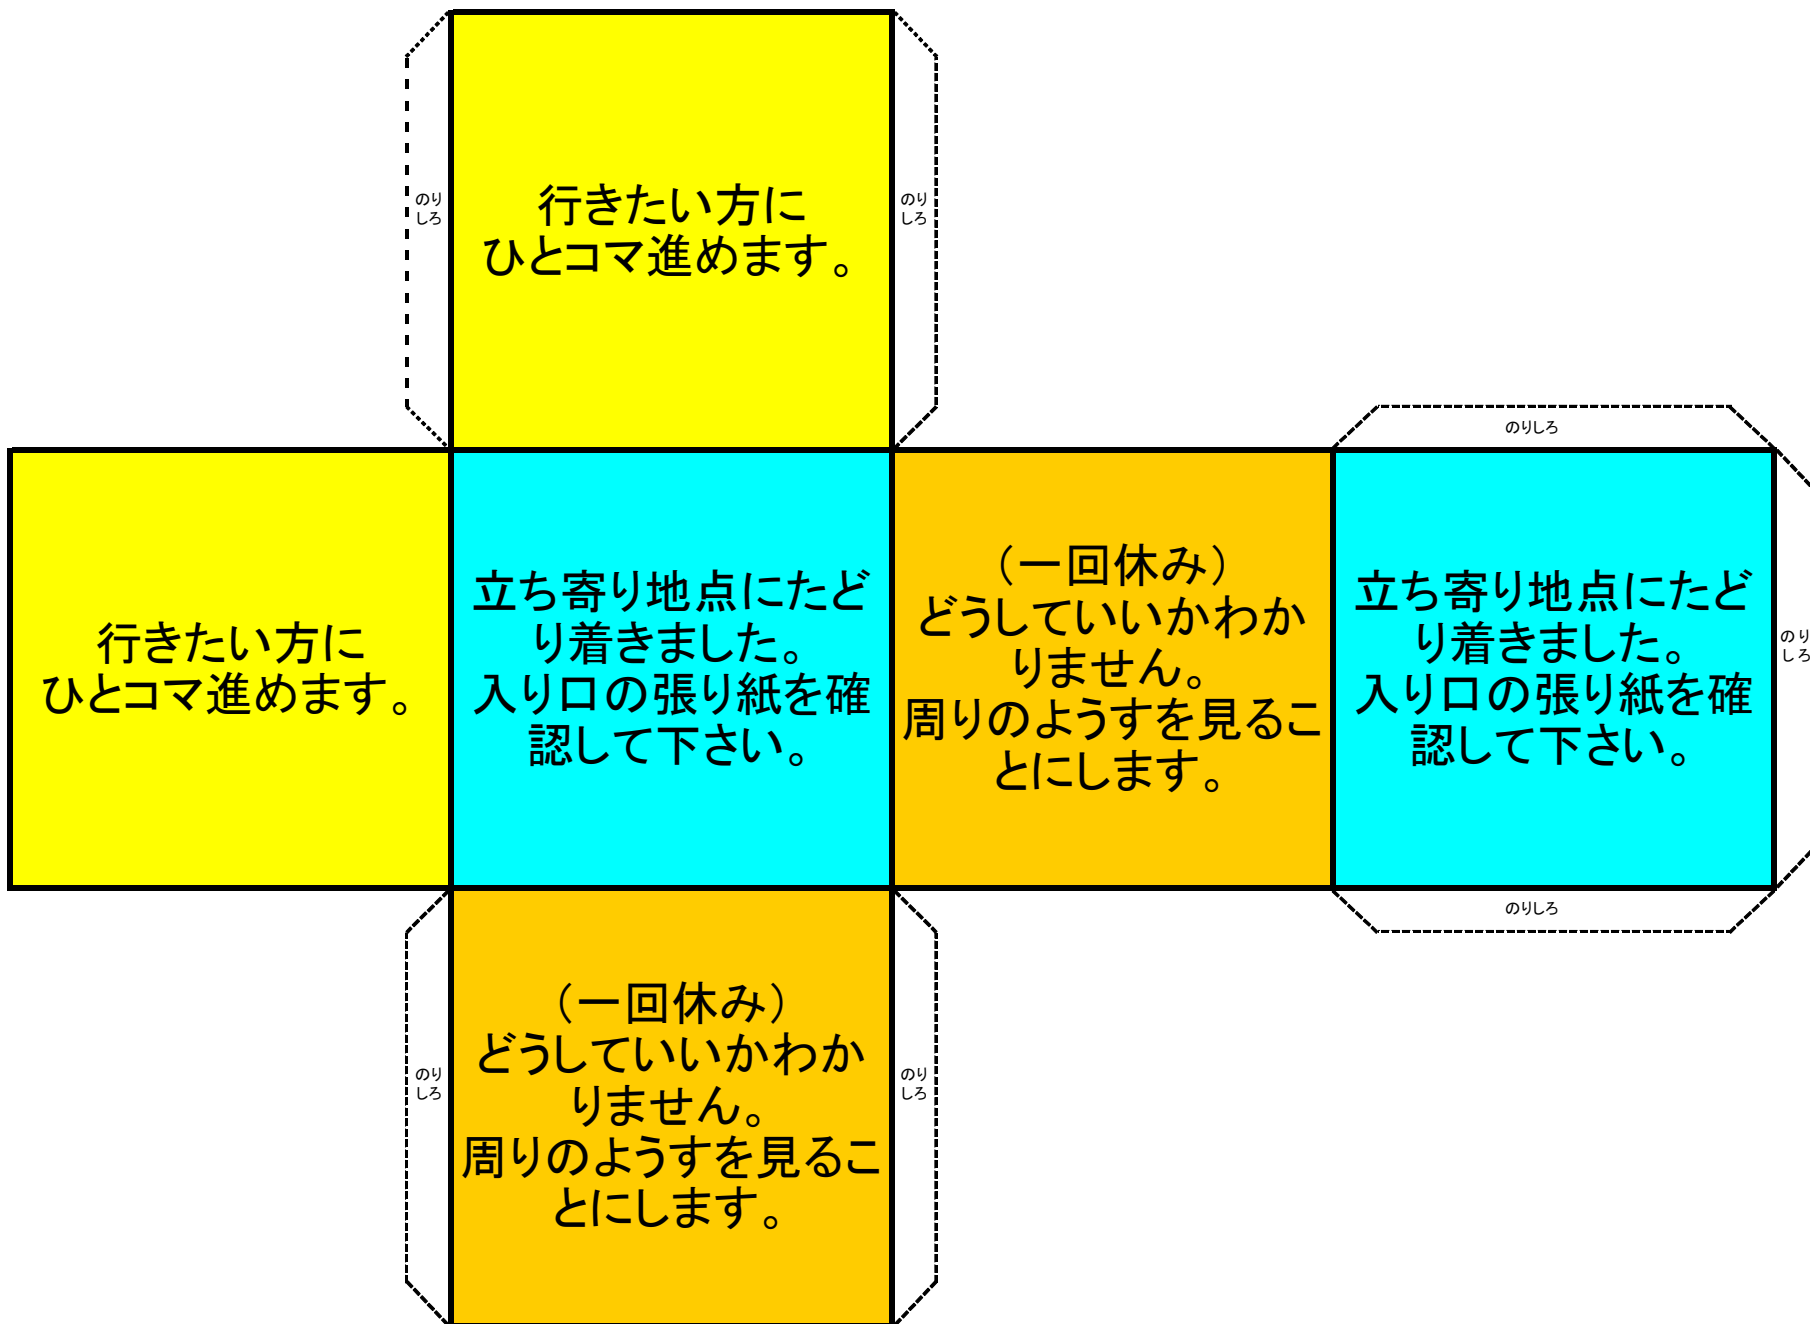 のり
しろ
行きたい方に
ひとコマ進めます。
のり
しろ
のりしろ
行きたい方に
ひとコマ進めます。
立ち寄り地点にたど
り着きました。
入り口の張り紙を確
認して下さい。
（一回休み）
どうしていいかわか
りません。
周りのようすを見るこ
とにします。
立ち寄り地点にたど
り着きました。
入り口の張り紙を確
認して下さい。
のり
しろ
のりしろ
のり
しろ
（一回休み）
どうしていいかわか
りません。
周りのようすを見るこ
とにします。
のり
しろ